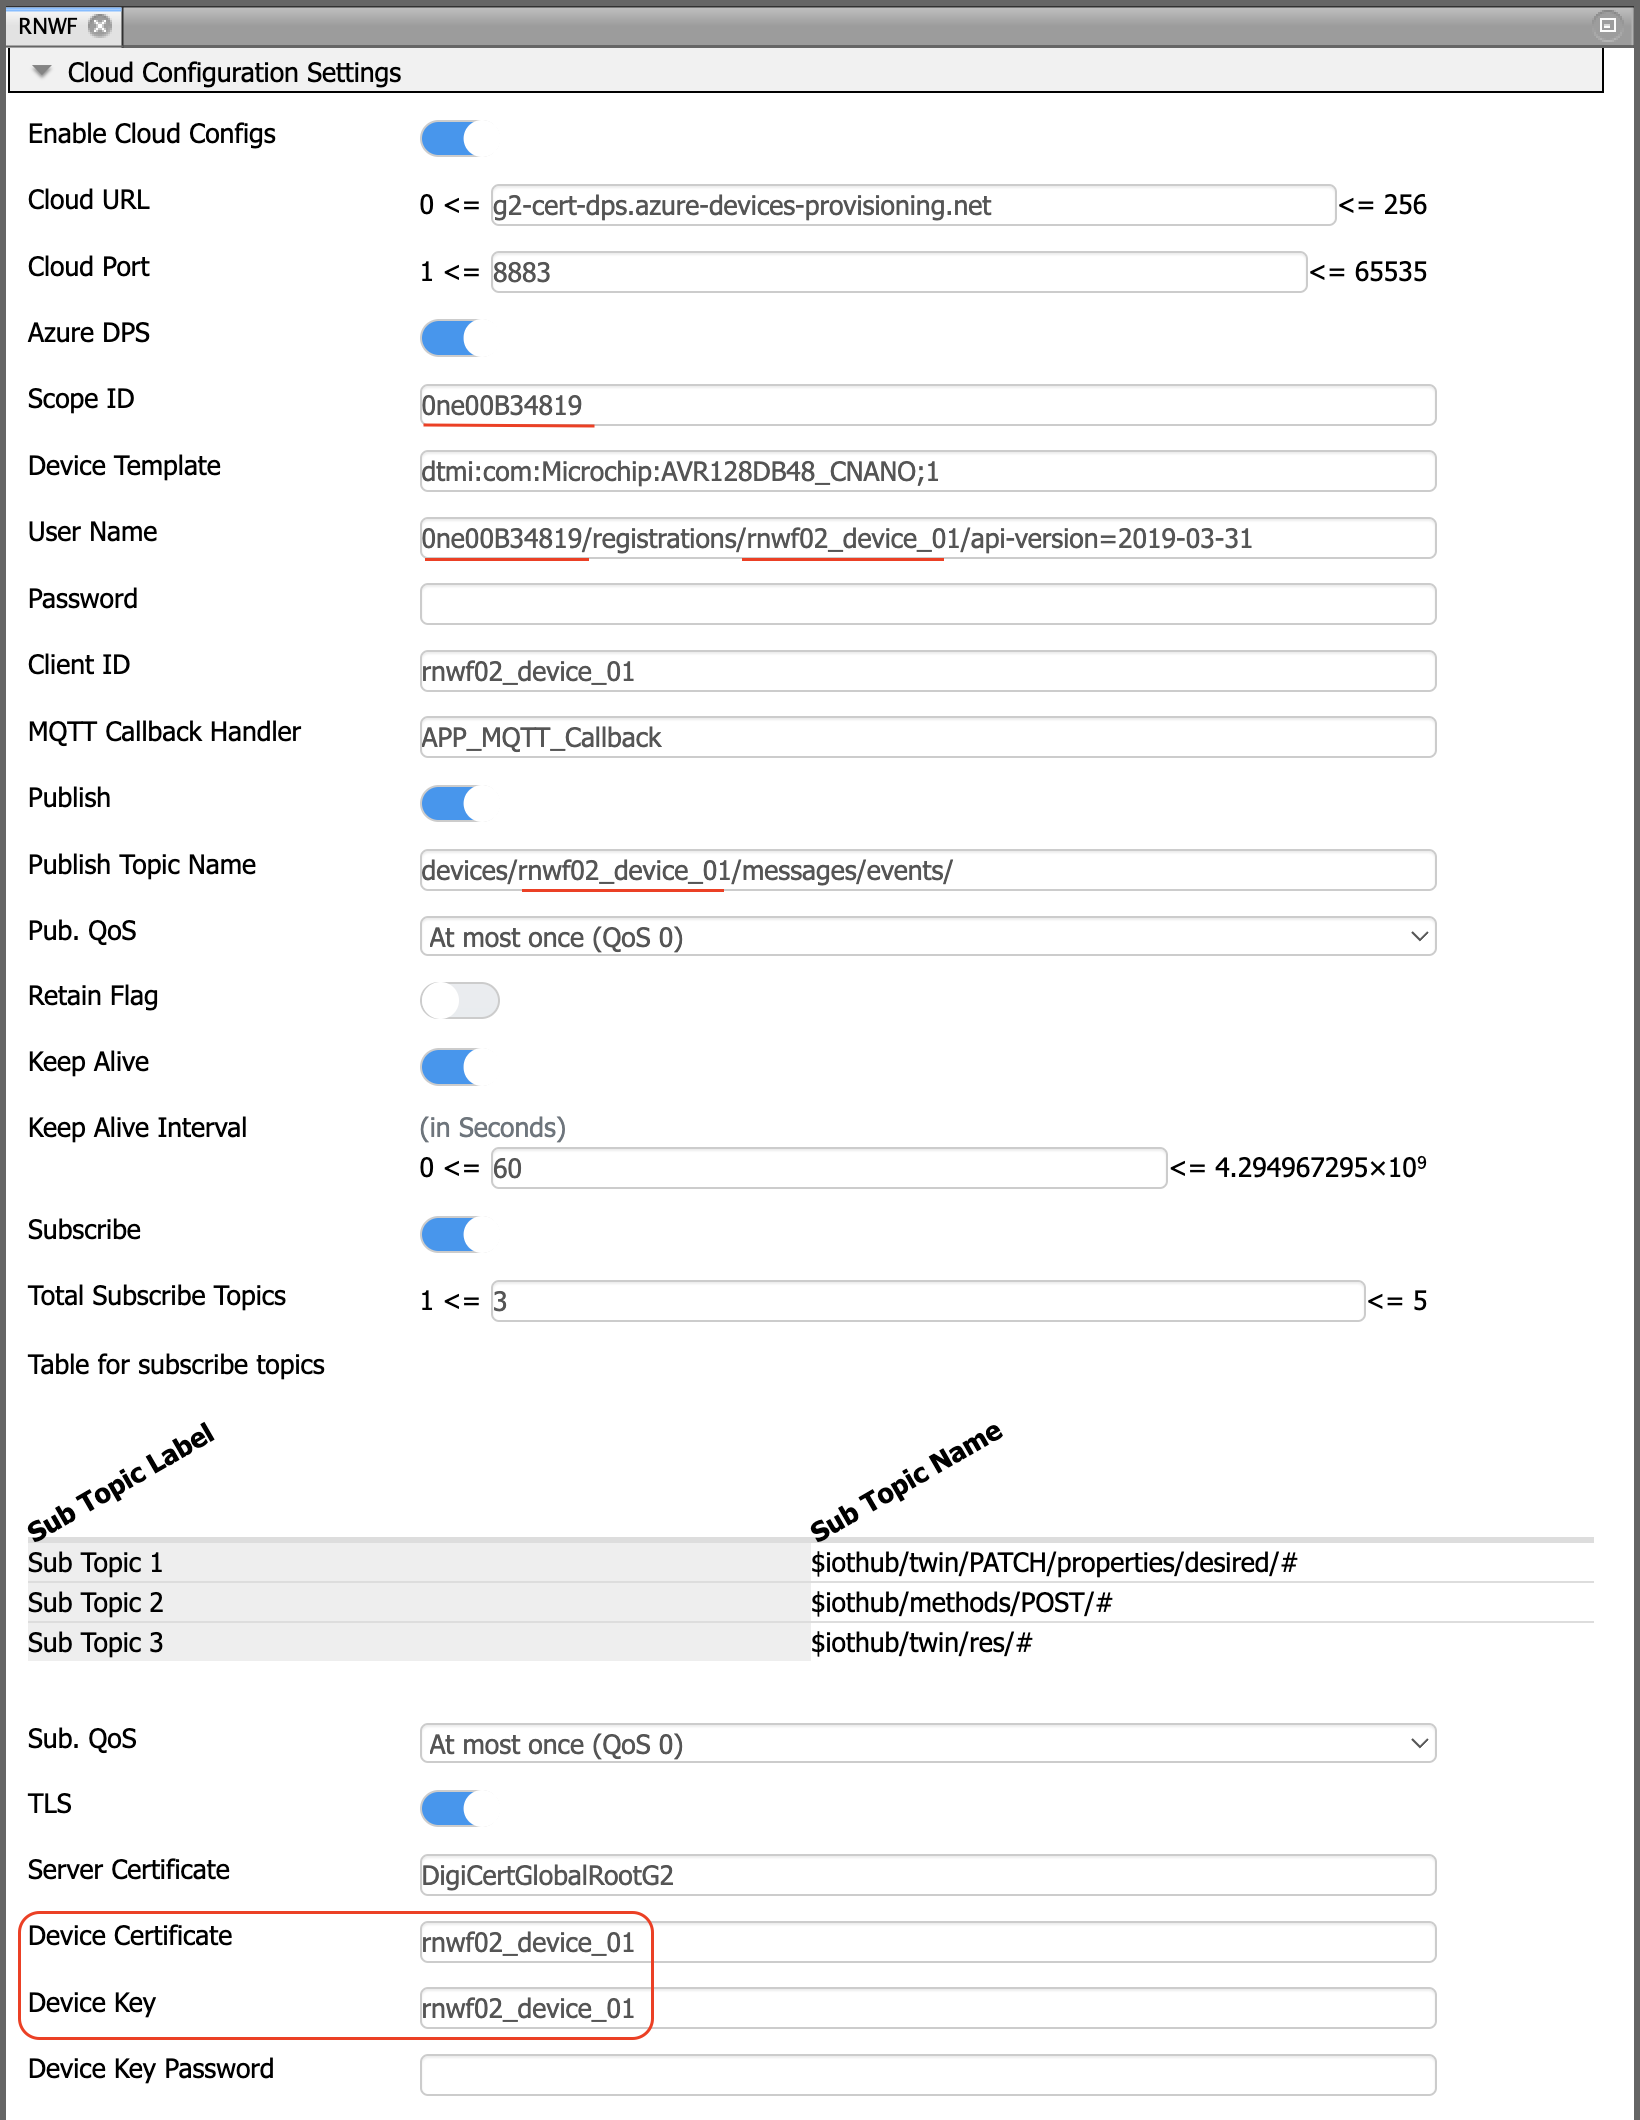 RNWF
Cloud Configuration Settings
Enable Cloud Configs
Cloud URL 0 <= g2-cert-dps.azure-devices-provisioning.net <= 256
Cloud Port 1 <= 8883 <= 65535
Azure DPS
Scope ID 0ne00B34819
Device Template dtmi:com:Microchip:AVR128DB48_CNANO;1
User Name 0ne00B34819/registrations/rnwf02_device_01/api-version=2019-03-31
Password
Client ID rnwf02_device_01
MQTT Callback Handler APP_MQTT_Callback
Publish
Publish Topic Name devices/rnwf02_device_01/messages/events/
Pub. QoS At most once (QoS 0)
Retain Flag
Keep Alive
Keep Alive Interval (in Seconds)
0 <= 60 <= 4.294967295×10⁹
Subscribe
Total Subscribe Topics 1 <= 3 <= 5
Table for subscribe topics
Sub Topic Label Sub Topic Name
Sub Topic 1 $iothub/twin/PATCH/properties/desired/#
Sub Topic 2 $iothub/methods/POST/#
Sub Topic 3 $iothub/twin/res/#
Sub. QoS At most once (QoS 0)
TLS
Server Certificate DigiCertGlobalRootG2
Device Certificate rnwf02_device_01
Device Key rnwf02_device_01
Device Key Password